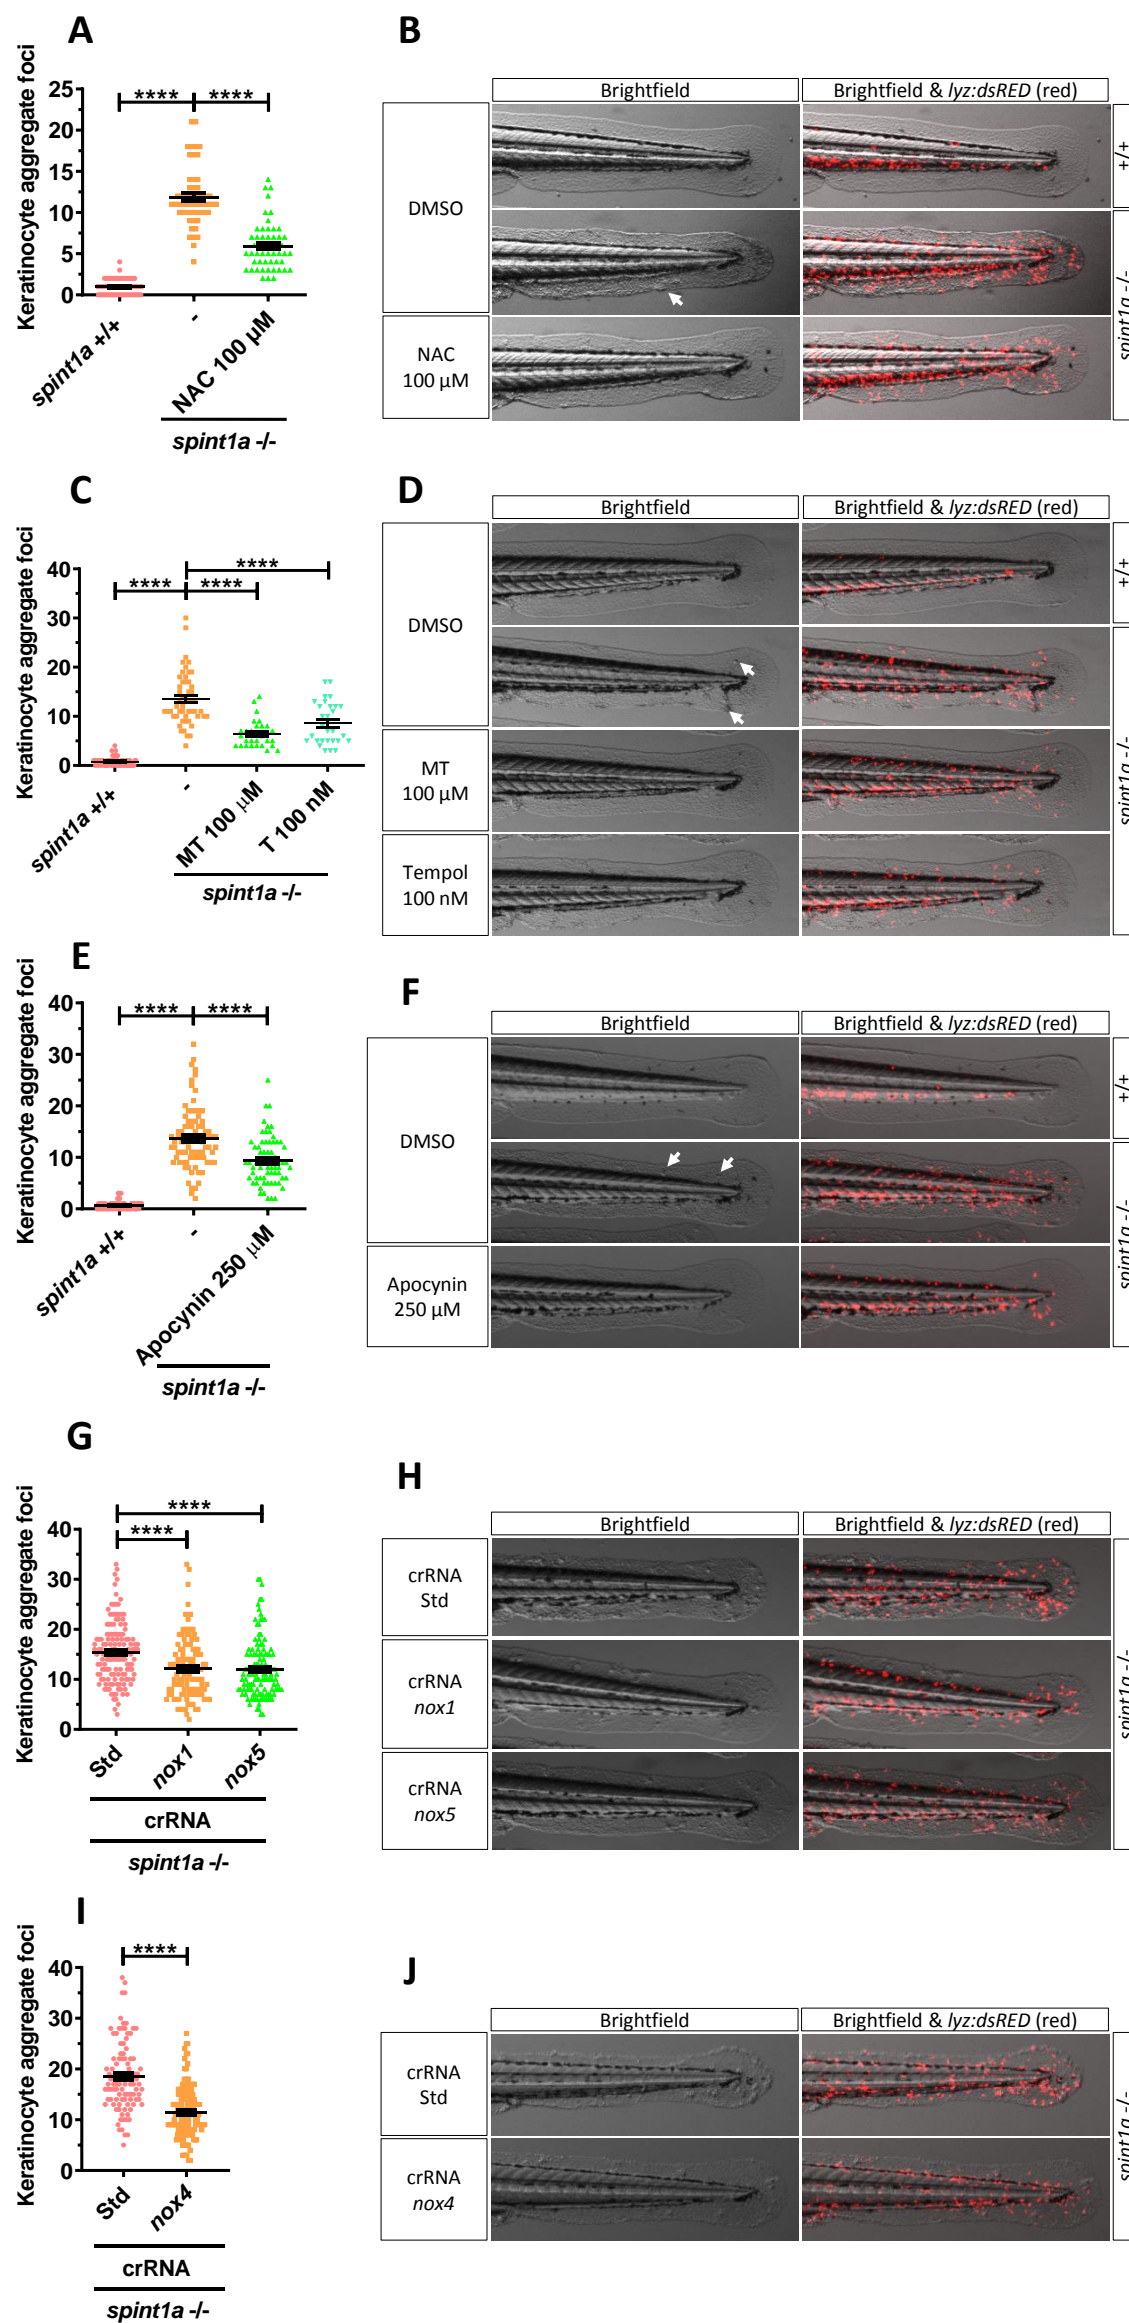 A
Keratinocyte aggregate foci
25
20
15
10
5
0
**** ****
spint1a +/+
-
NAC 100 µM
spint1a -/-
B
Brightfield
Brightfield & lyz:dsRED (red)
DMSO
NAC
100 µM
+/+
spint1a -/-
C
Keratinocyte aggregate foci
40
30
20
10
0
****
**** ****
spint1a +/+
-
MT 100 µM
T 100 nM
spint1a -/-
D
Brightfield
Brightfield & lyz:dsRED (red)
DMSO
MT
100 µM
Tempol
100 nM
+/+
spint1a -/-
E
Keratinocyte aggregate foci
40
30
20
10
0
**** ****
spint1a +/+
-
Apocynin 250 µM
spint1a -/-
F
Brightfield
Brightfield & lyz:dsRED (red)
DMSO
Apocynin
250 µM
+/+
spint1a -/-
G
Keratinocyte aggregate foci
40
30
20
10
0
****
****
Std
nox1
nox5
crRNA
spint1a -/-
H
Brightfield
Brightfield & lyz:dsRED (red)
crRNA
Std
crRNA
nox1
crRNA
nox5
spint1a -/-
I
Keratinocyte aggregate foci
40
30
20
10
0
****
Std
nox4
crRNA
spint1a -/-
J
Brightfield
Brightfield & lyz:dsRED (red)
crRNA
Std
crRNA
nox4
spint1a -/-